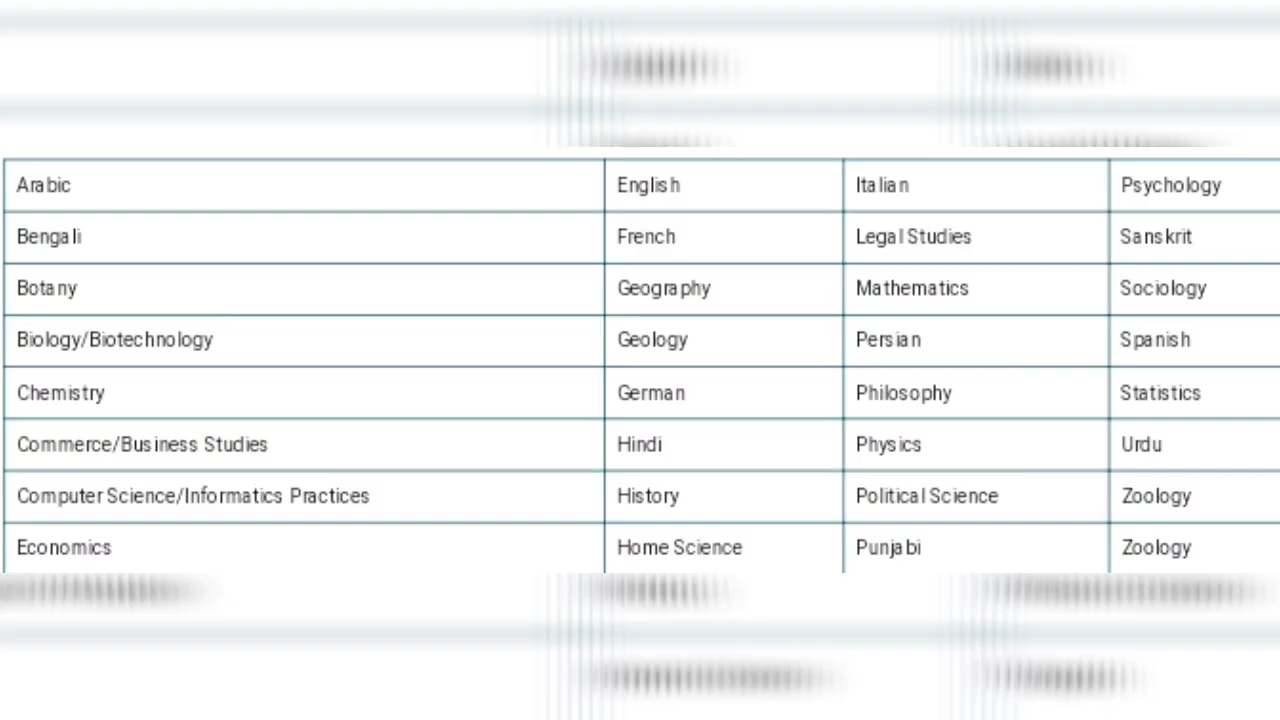 Arabic English Italian Psychology
Bengali French Legal Studies Sanskrit
Botany Geography Mathematics Sociology
Biology/Biotechnology Geology Persian Spanish
Chemistry German Philosophy Statistics
Commerce/Business Studies Hindi Physics Urdu
Computer Science/Informatics Practices History Political Science Zoology
Economics Home Science Punjabi Zoology